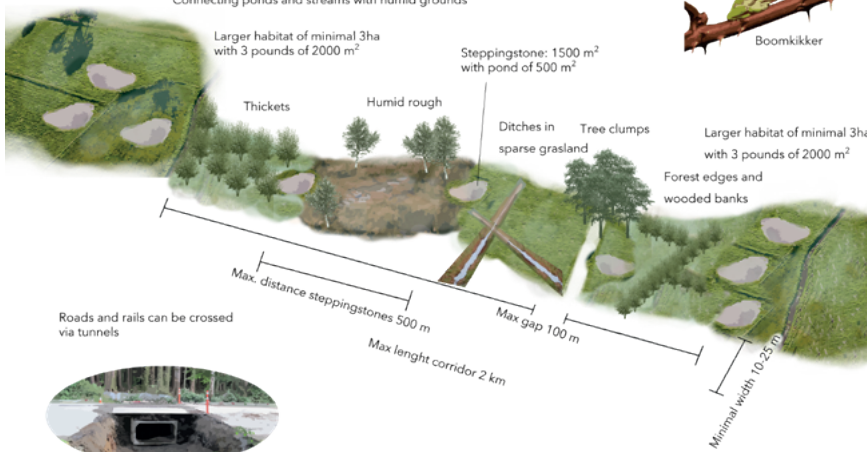 Connecting ponds and streams with humid grounds
Boomkikker
Larger habitat of minimal 3ha
with 3 pounds of 2000 m²
Steppingstone: 1500 m²
with pond of 500 m²
Thickets
Humid rough
Ditches in
sparse grasland
Tree clumps
Larger habitat of minimal 3ha
with 3 pounds of 2000 m²
Forest edges and
wooded banks
Max. distance steppingstones 500 m
Max gap 100 m
Max lenght corridor 2 km
Minimal width 10-25 m
Roads and rails can be crossed
via tunnels